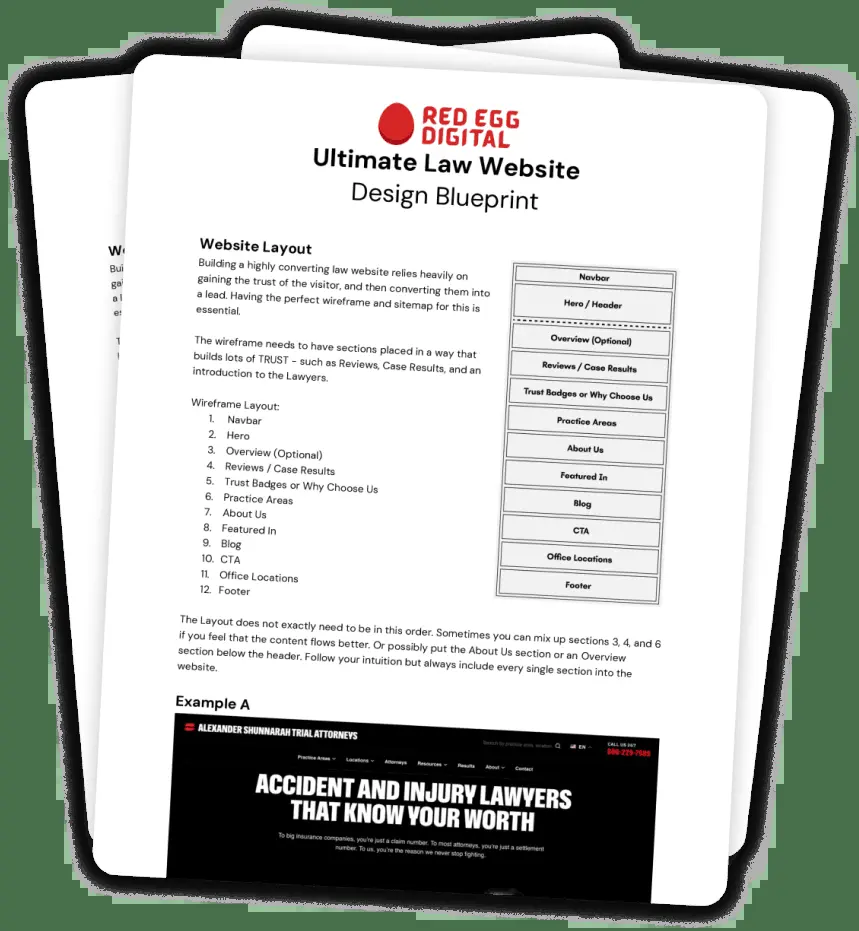 RED EGG
DIGITAL
Ultimate Law Website
Design Blueprint
Website Layout
Building a highly converting law website relies heavily on
gaining the trust of the visitor, and then converting them into
a lead. Having the perfect wireframe and sitemap for this is
essential.
The wireframe needs to have sections placed in a way that
builds lots of TRUST - such as Reviews, Case Results, and an
introduction to the Lawyers.
Wireframe Layout:
1. Navbar
2. Hero
3. Overview (Optional)
4. Reviews / Case Results
5. Trust Badges or Why Choose Us
6. Practice Areas
7. About Us
8. Featured In
9. Blog
10. CTA
11. Office Locations
12. Footer
Navbar
Hero / Header
Overview (Optional)
Reviews / Case Results
Trust Badges or Why Choose Us
Practice Areas
About Us
Featured In
Blog
CTA
Office Locations
Footer
The Layout does not exactly need to be in this order. Sometimes you can mix up sections 3, 4, and 6
if you feel that the content flows better. Or possibly put the About Us section or an Overview
section below the header. Follow your intuition but always include every single section into the
website.
Example A
ALEXANDER SHUNNARAH TRIAL ATTORNEYS
EN
CALL US 24/7
Practice Areas Locations Attorneys Resources Results About Contact
ACCIDENT AND INJURY LAWYERS
THAT KNOW YOUR WORTH
To big insurance companies, you're just a claim number. To most attorneys, you're just a settlement
number. To us, you're the reason we never stop fighting.